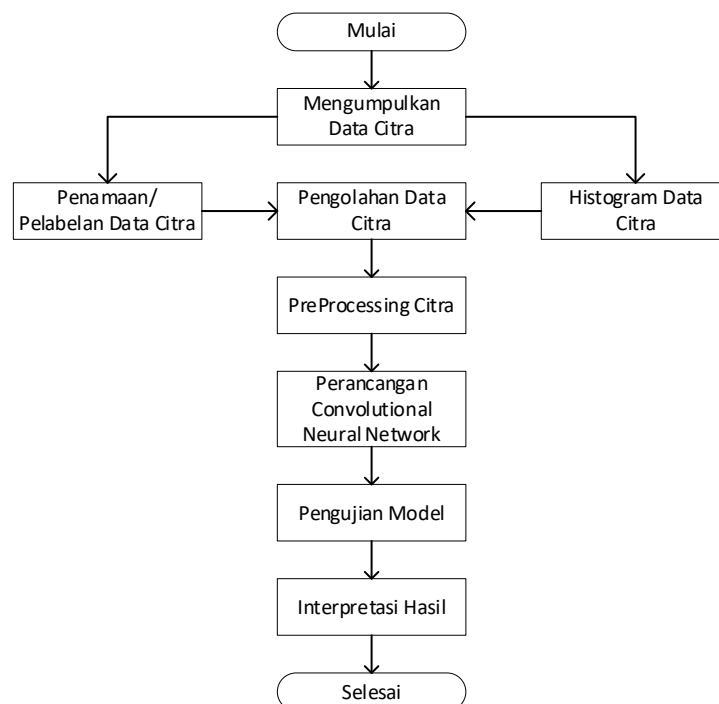 Mulai
Mengumpulkan
Data Citra
Penamaan/
Pelabelan Data Citra
Pengolahan Data
Citra
Histogram Data
Citra
PreProcessing Citra
Perancangan
Convolutional
Neural Network
Pengujian Model
Interpretasi Hasil
Selesai